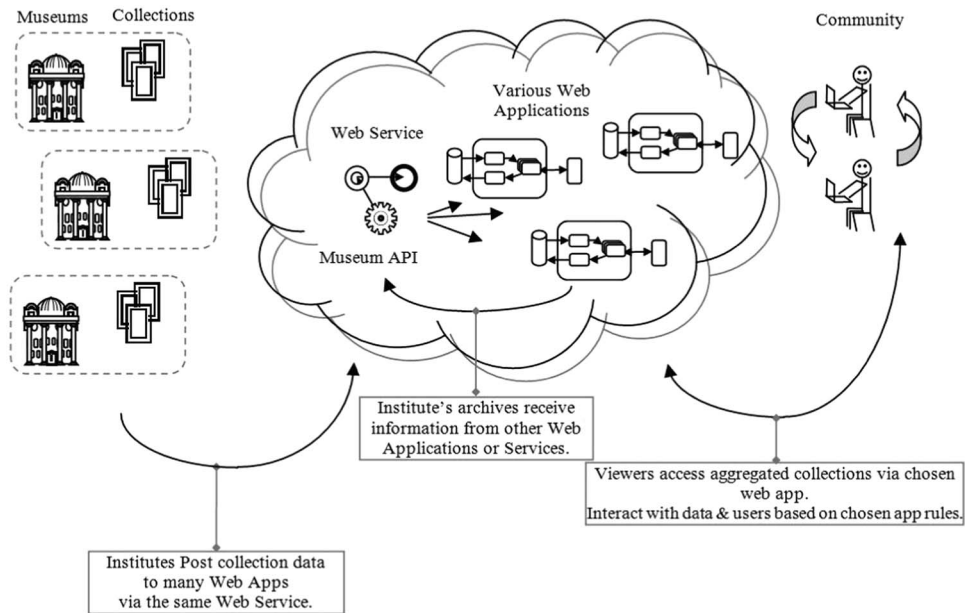 Museums
Collections
Community
Various Web
Applications
Web Service
Museum API
Institute's archives receive
information from other Web
Applications or Services.
Viewers access aggregated collections via chosen
web app.
Interact with data & users based on chosen app rules.
Institutes Post collection data
to many Web Apps
via the same Web Service.